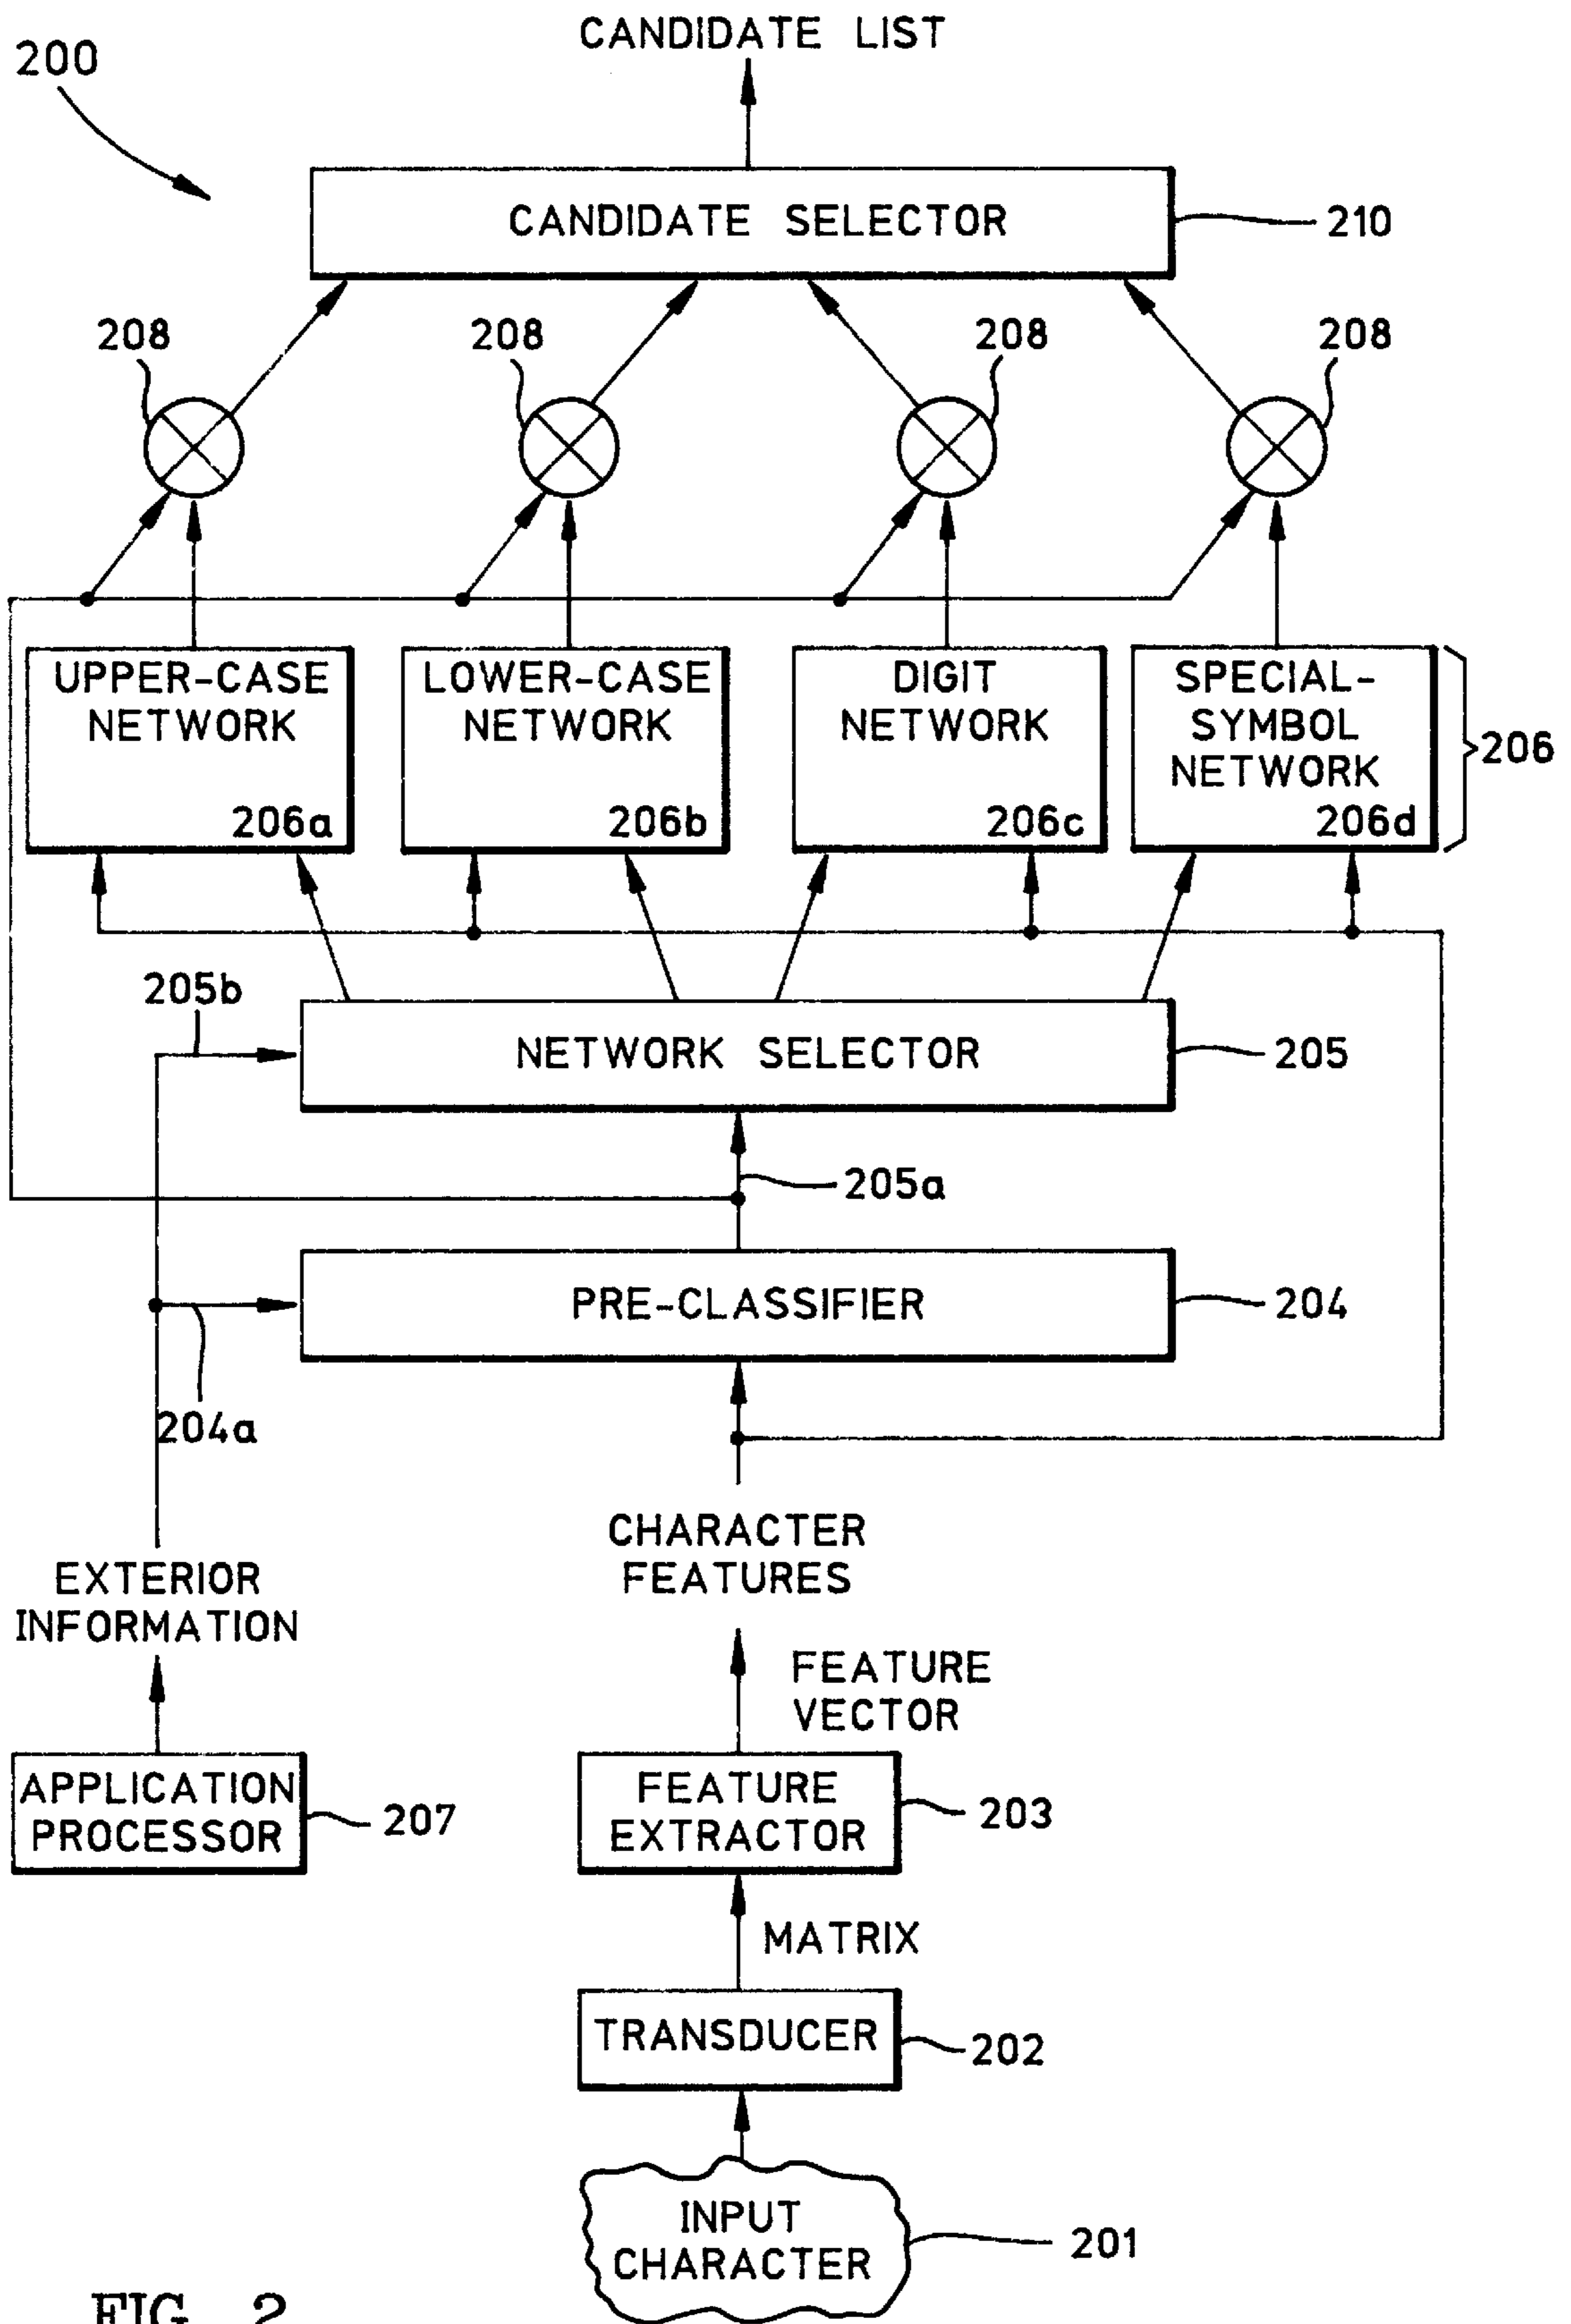 CANDIDATE LIST
200
CANDIDATE SELECTOR
210
208
208
208
208
UPPER-CASE
NETWORK
206a
LOWER-CASE
NETWORK
206b
DIGIT
NETWORK
206c
SPECIAL-
SYMBOL
NETWORK
206d
206
205b
NETWORK SELECTOR
205
205a
PRE-CLASSIFIER
204
204a
EXTERIOR
INFORMATION
CHARACTER
FEATURES
FEATURE
VECTOR
APPLICATION
PROCESSOR
207
FEATURE
EXTRACTOR
203
MATRIX
TRANSDUCER
202
INPUT
CHARACTER
201
FIG. 2